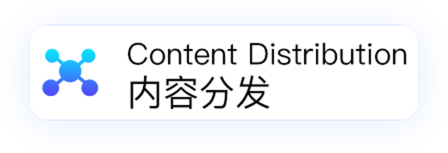 Content Distribution
内容分发